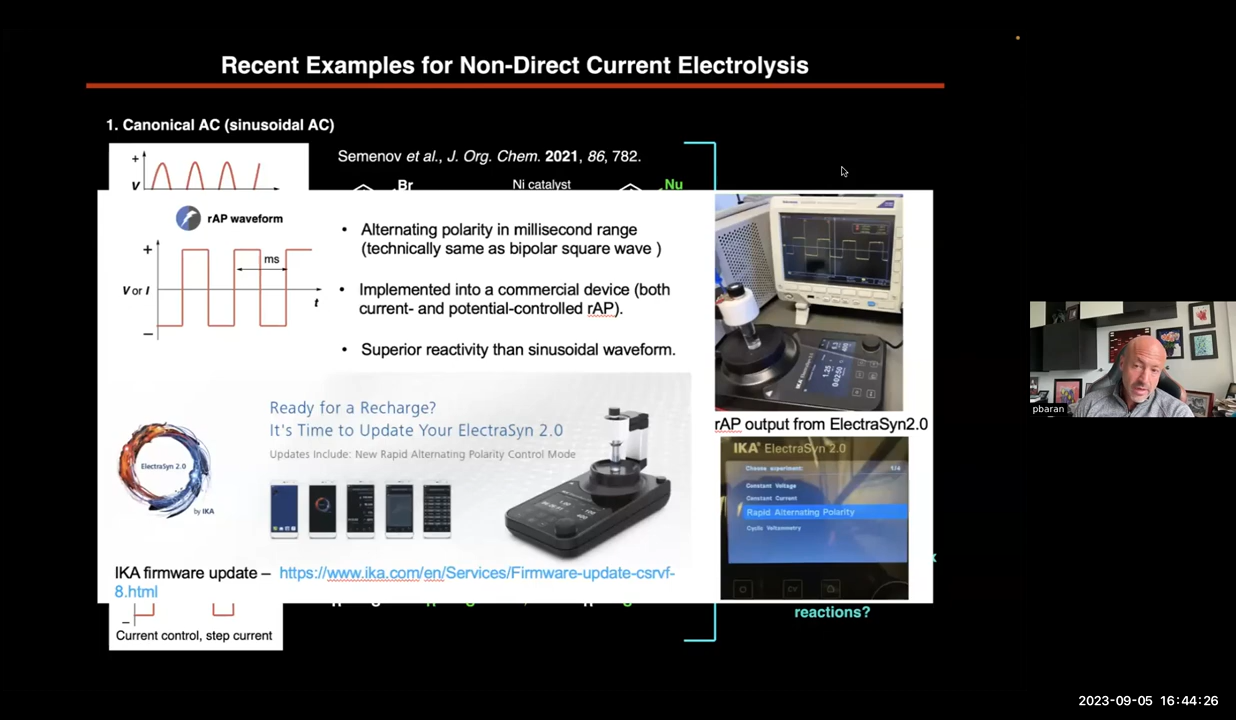 Recent Examples for Non-Direct Current Electrolysis
1. Canonical AC (sinusoidal AC)
+
V
Semenov et al., J. Org. Chem. 2021, 86, 782.
Br
Ni catalyst
Nu
rAP waveform
+
ms
V or I
t
–
• Alternating polarity in millisecond range
(technically same as bipolar square wave )
• Implemented into a commercial device (both
current- and potential-controlled rAP).
• Superior reactivity than sinusoidal waveform.
Ready for a Recharge?
It's Time to Update Your ElectraSyn 2.0
Updates Include: New Rapid Alternating Polarity Control Mode
ElectraSyn 2.0
by IKA
IKA firmware update – https://www.ika.com/en/Services/Firmware-update-csrvf-
8.html
rAP output from ElectraSyn2.0
IKA® ElectraSyn 2.0
Choose experiment:
1/4
Constant Voltage
Constant Current
Rapid Alternating Polarity
Cyclic Voltammetry
–
Current control, step current
reactions?
pbaran
2023-09-05 16:44:26